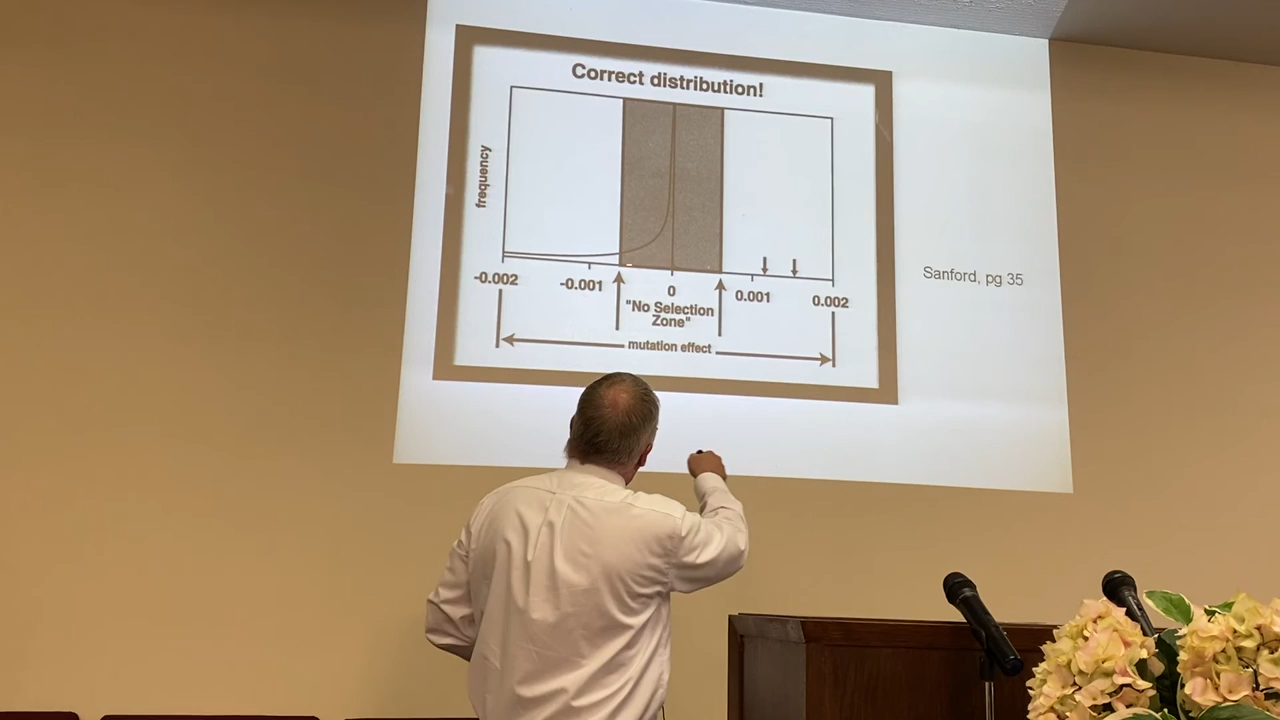 Correct distribution!
frequency
-0.002
-0.001
0
0.001
0.002
"No Selection
Zone"
mutation effect
Sanford, pg 35